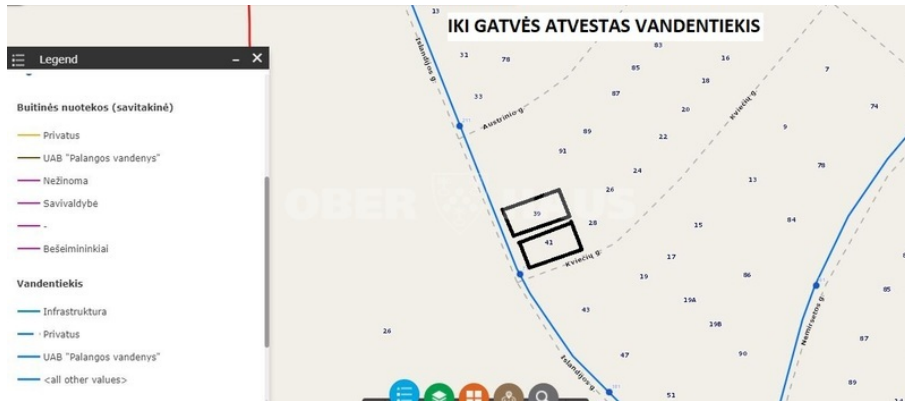 IKI GATVĖS ATVESTAS VANDENTIEKIS
Legend
Buitinės nuotekos (savitakinė)
Privatus
UAB "Palangos vandenys"
Nežinoma
Savivaldybė
-
Bešeimininkiai
Vandentiekis
Infrastruktura
Privatus
UAB "Palangos vandenys"
<all other values>
13
Islandijos g.
31
78
83
16
85
18
7
33
87
20
74
Kviečių g.
Austrinio g.
89
22
9
91
24
78
13
26
OBER HAUS
39
28
84
41
15
Kviečių g.
17
19
86
85
19A
Nemirsetos g.
43
19B
26
87
47
90
Islandijos g.
89
51